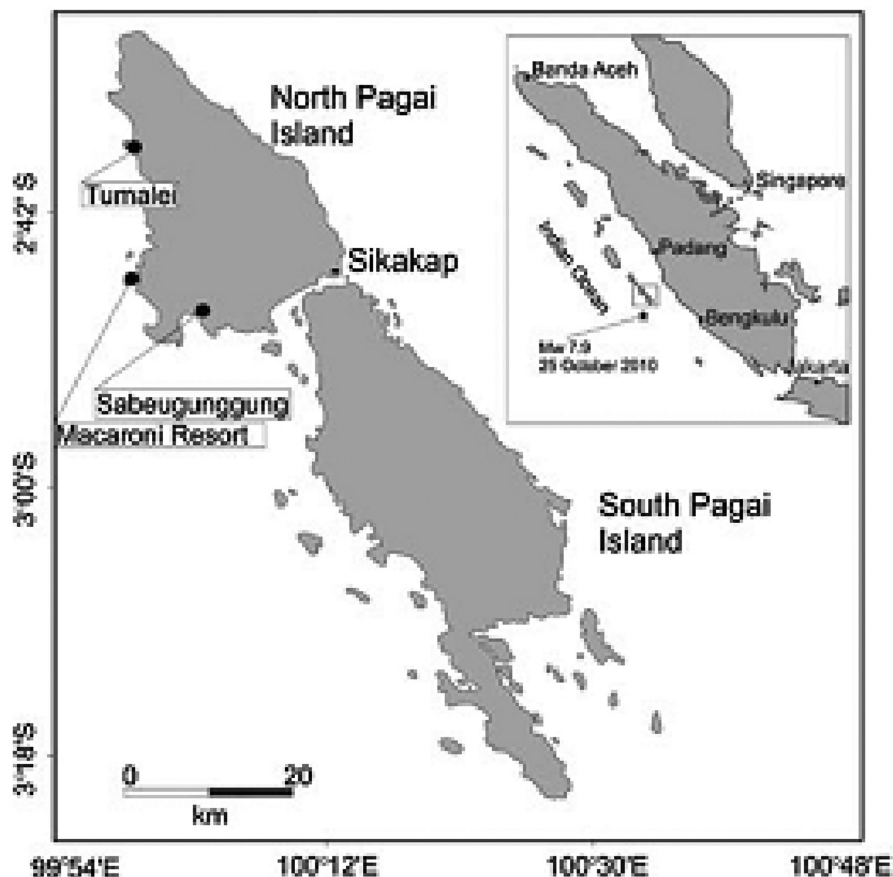 North Pagai
Island
Tumalei
Sikakap
Sabeugunggung
Macaroni Resort
South Pagai
Island
0 20
km
2°42'S
3°00'S
3°18'S
99°54'E 100°12'E 100°30'E 100°48'E
Banda Aceh
Singapore
Indian Ocean
Padang
Bengkulu
Mw 7.9
25 October 2010
Jakarta